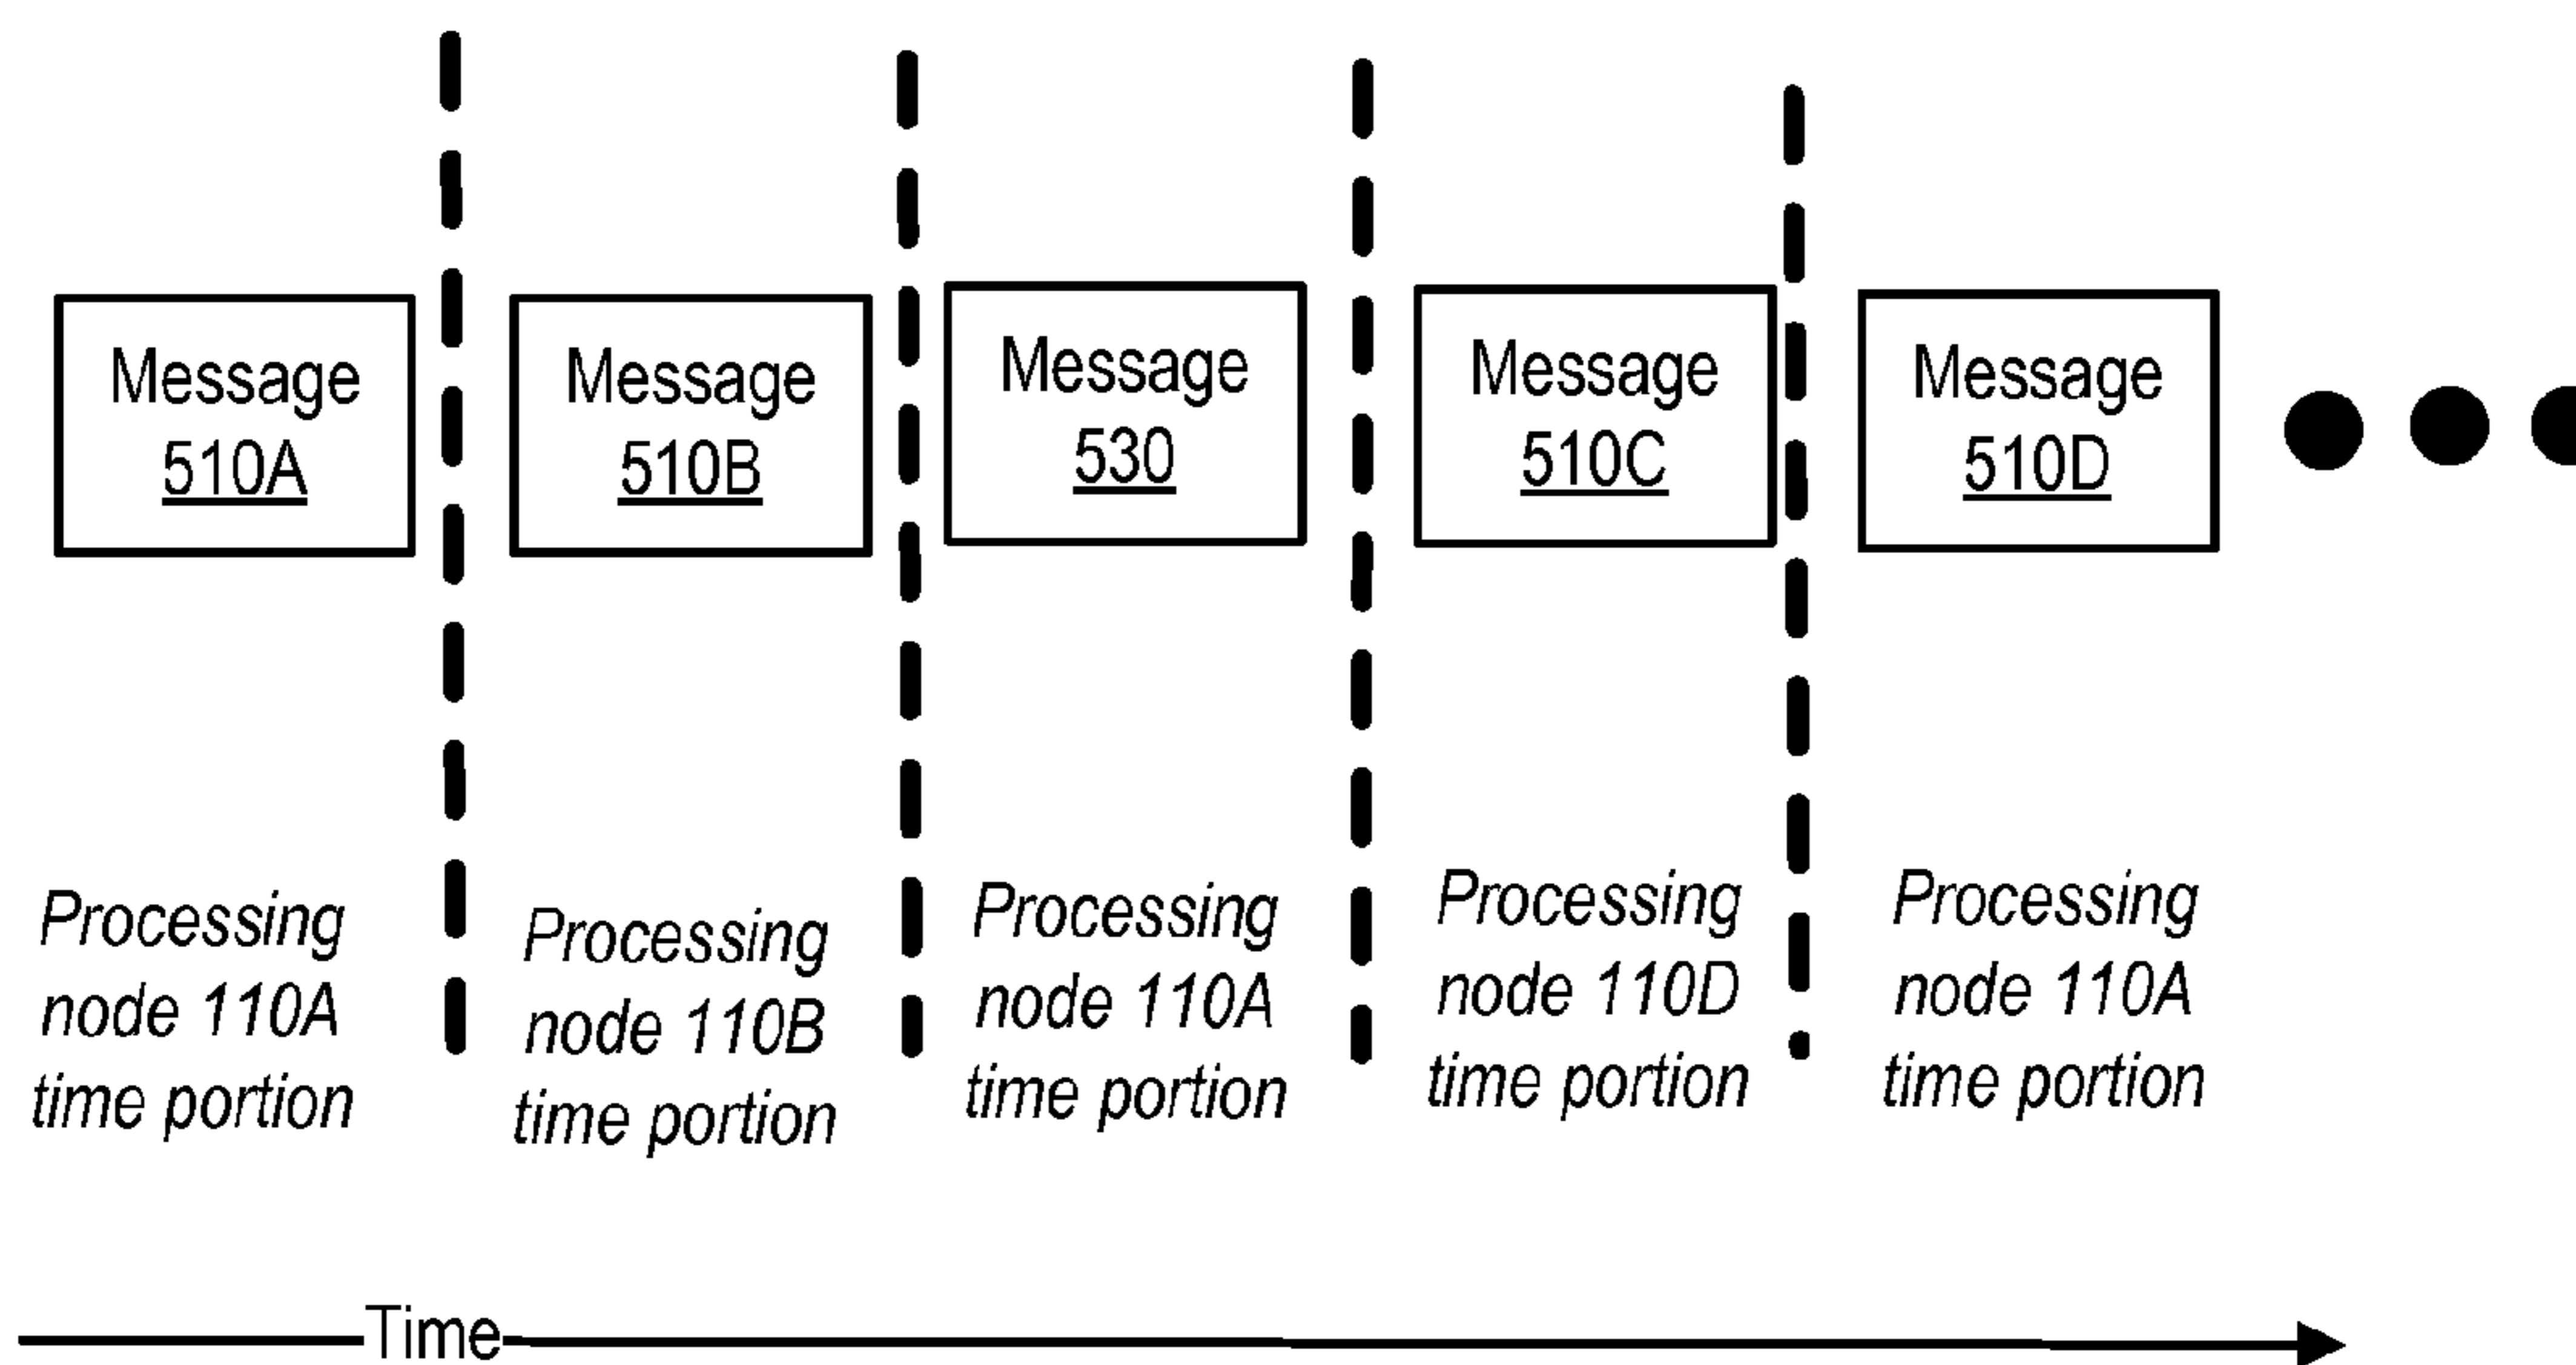 Message
510A
Message
510B
Message
530
Message
510C
Message
510D
Processing
node 110A
time portion
Processing
node 110B
time portion
Processing
node 110A
time portion
Processing
node 110D
time portion
Processing
node 110A
time portion
Time